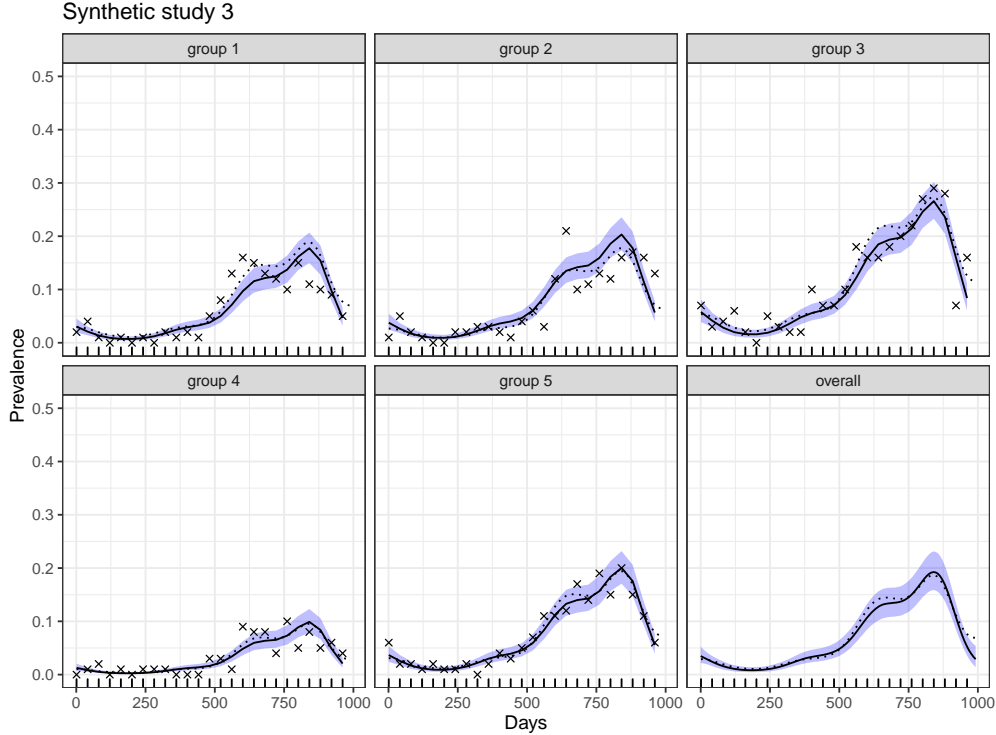 Synthetic study 3
group 1
group 2
group 3
0.5
0.4
0.3
0.2
0.1
0.0
group 4
group 5
overall
0.5
0.4
0.3
0.2
0.1
0.0
Prevalence
0 250 500 750 1000
0 250 500 750 1000
0 250 500 750 1000
Days